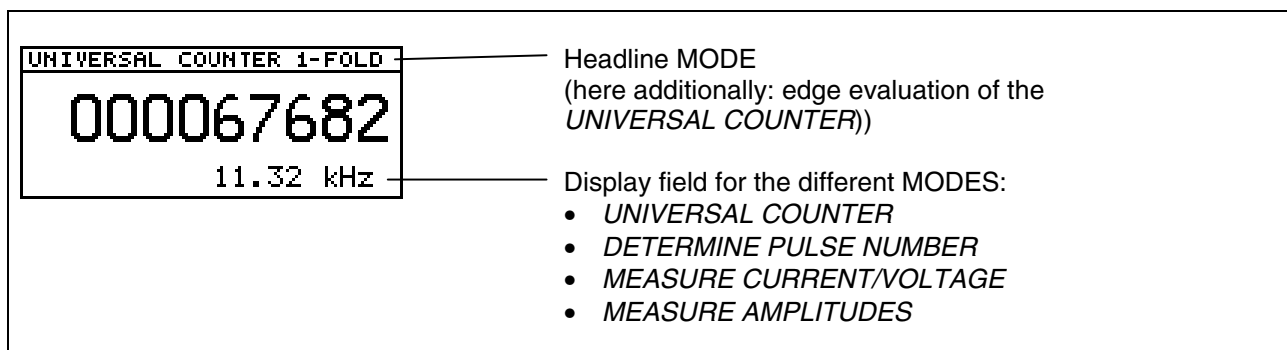 UNIVERSAL COUNTER 1-FOLD
000067682
11.32 kHz
Headline MODE
(here additionally: edge evaluation of the
UNIVERSAL COUNTER))
Display field for the different MODES:
• UNIVERSAL COUNTER
• DETERMINE PULSE NUMBER
• MEASURE CURRENT/VOLTAGE
• MEASURE AMPLITUDES